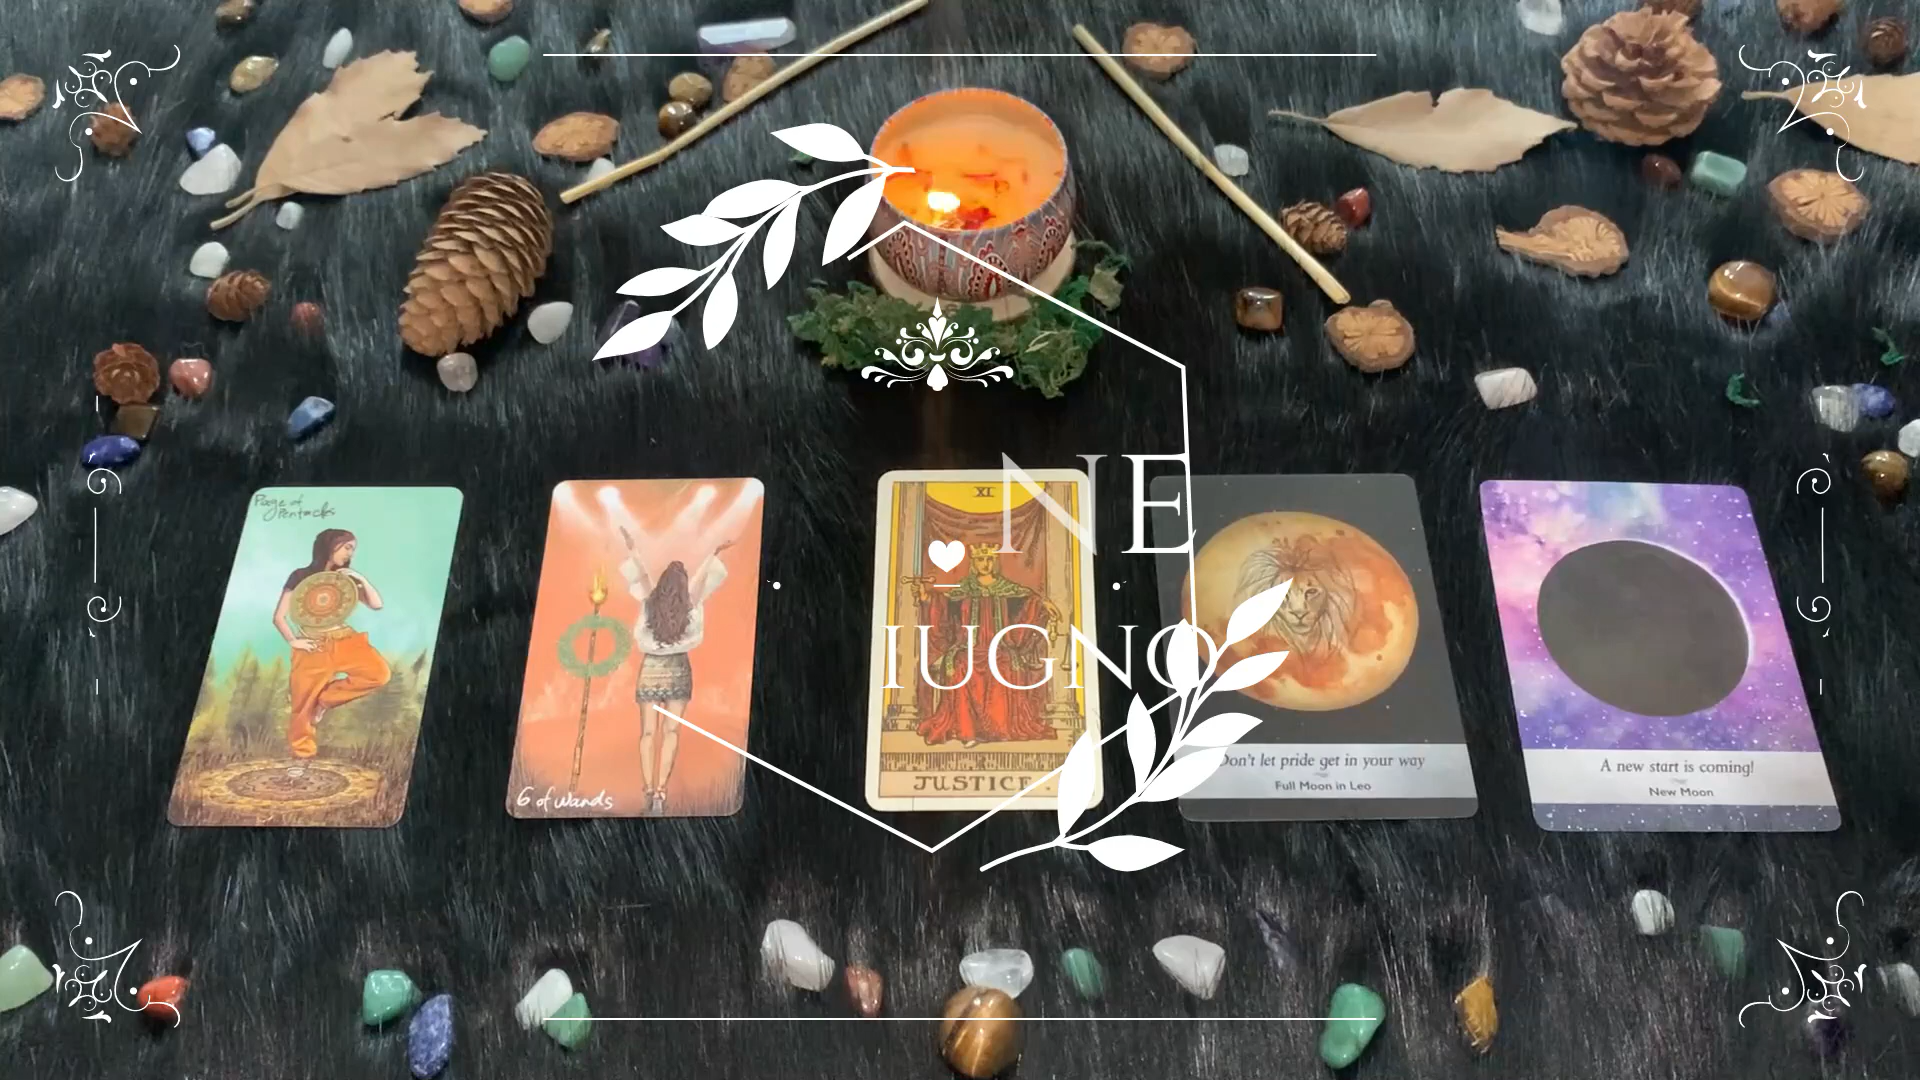 Page of
Pentacles
6 of wands
XI
JUSTICE.
NE
IUGNO
Don't let pride get in your way
Full Moon in Leo
A new start is coming!
New Moon